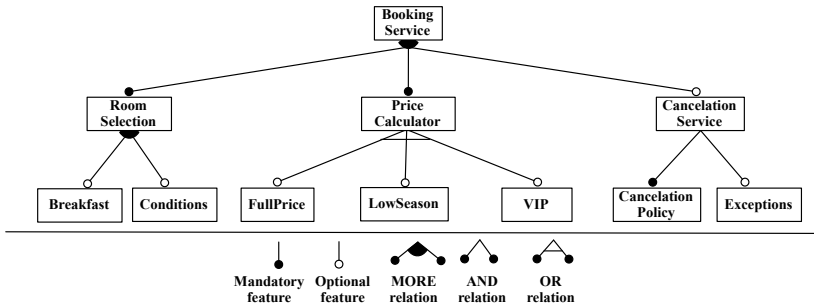 Booking
Service
Room
Selection
Price
Calculator
Cancelation
Service
Breakfast
Conditions
FullPrice
LowSeason
VIP
Cancelation
Policy
Exceptions
Mandatory
feature
Optional
feature
MORE
relation
AND
relation
OR
relation